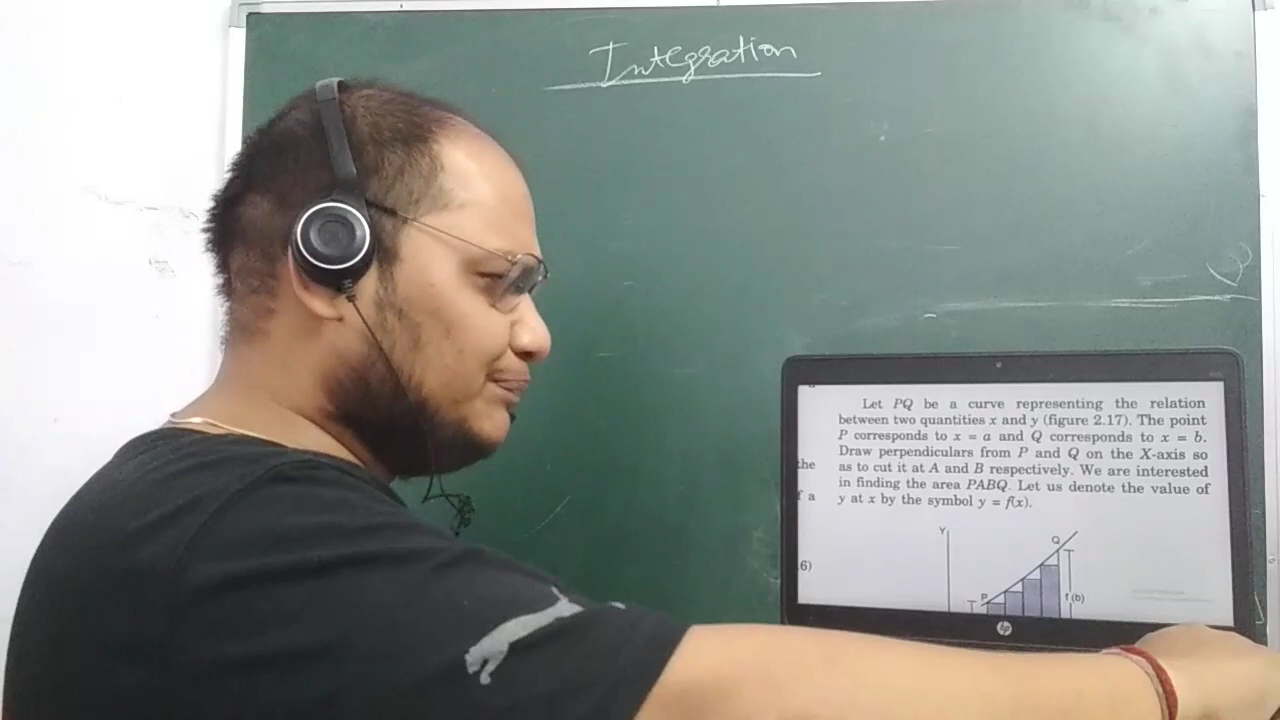 Integration
Let PQ be a curve representing the relation
between two quantities x and y (figure 2.17). The point
P corresponds to x = a and Q corresponds to x = b.
Draw perpendiculars from P and Q on the X-axis so
as to cut it at A and B respectively. We are interested
in finding the area PABQ. Let us denote the value of
y at x by the symbol y = f(x).
the
f a
6)
Y
Q
P
f(b)
hp